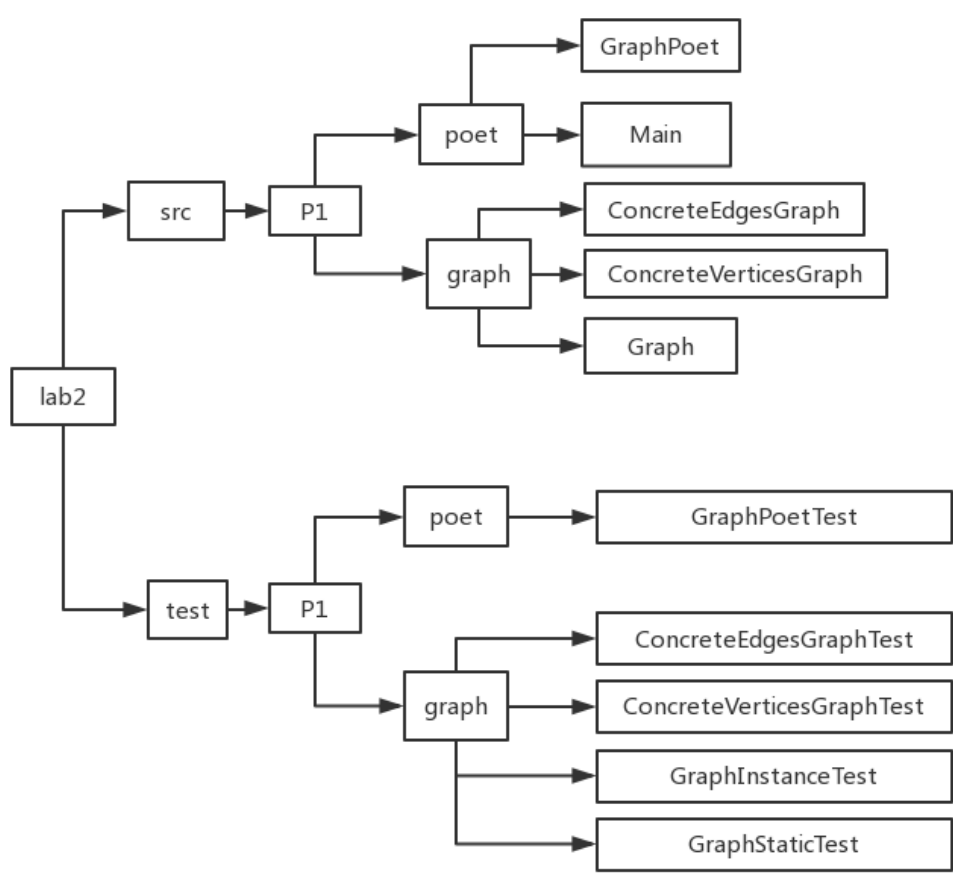 GraphPoet
poet
Main
src
P1
ConcreteEdgesGraph
graph
ConcreteVerticesGraph
Graph
lab2
poet
GraphPoetTest
test
P1
ConcreteEdgesGraphTest
graph
ConcreteVerticesGraphTest
GraphInstanceTest
GraphStaticTest